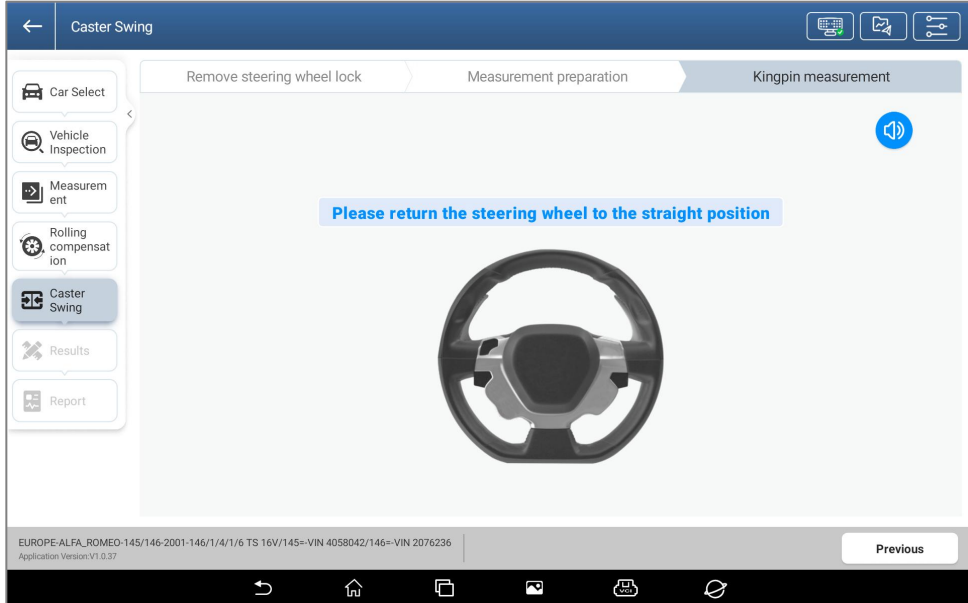 Caster Swing
Remove steering wheel lock
Measurement preparation
Kingpin measurement
Car Select
Vehicle
Inspection
Measurem
ent
Rolling
compensat
ion
Caster
Swing
Results
Report
Please return the steering wheel to the straight position
EUROPE-ALFA_ROMEO-145/146-2001-146/1/4/1/6 TS 16V/145=-VIN 4058042/146=-VIN 2076236
Application Version:V1.0.37
Previous
VCI